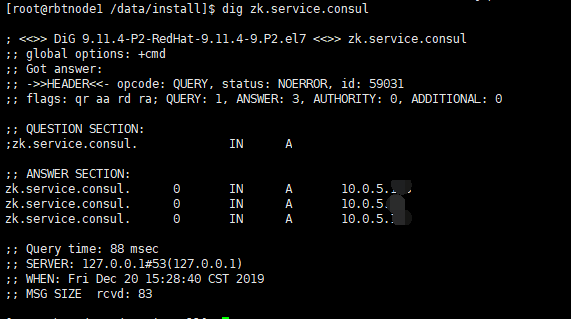 [root@rbtnode1 /data/install]$ dig zk.service.consul
; <<>> DiG 9.11.4-P2-RedHat-9.11.4-9.P2.el7 <<>> zk.service.consul
;; global options: +cmd
;; Got answer:
;; ->>HEADER<<- opcode: QUERY, status: NOERROR, id: 59031
;; flags: qr aa rd ra; QUERY: 1, ANSWER: 3, AUTHORITY: 0, ADDITIONAL: 0
;; QUESTION SECTION:
;zk.service.consul. IN A
;; ANSWER SECTION:
zk.service.consul. 0 IN A 10.0.5.
zk.service.consul. 0 IN A 10.0.5.
zk.service.consul. 0 IN A 10.0.5.
;; Query time: 88 msec
;; SERVER: 127.0.0.1#53(127.0.0.1)
;; WHEN: Fri Dec 20 15:28:40 CST 2019
;; MSG SIZE rcvd: 83